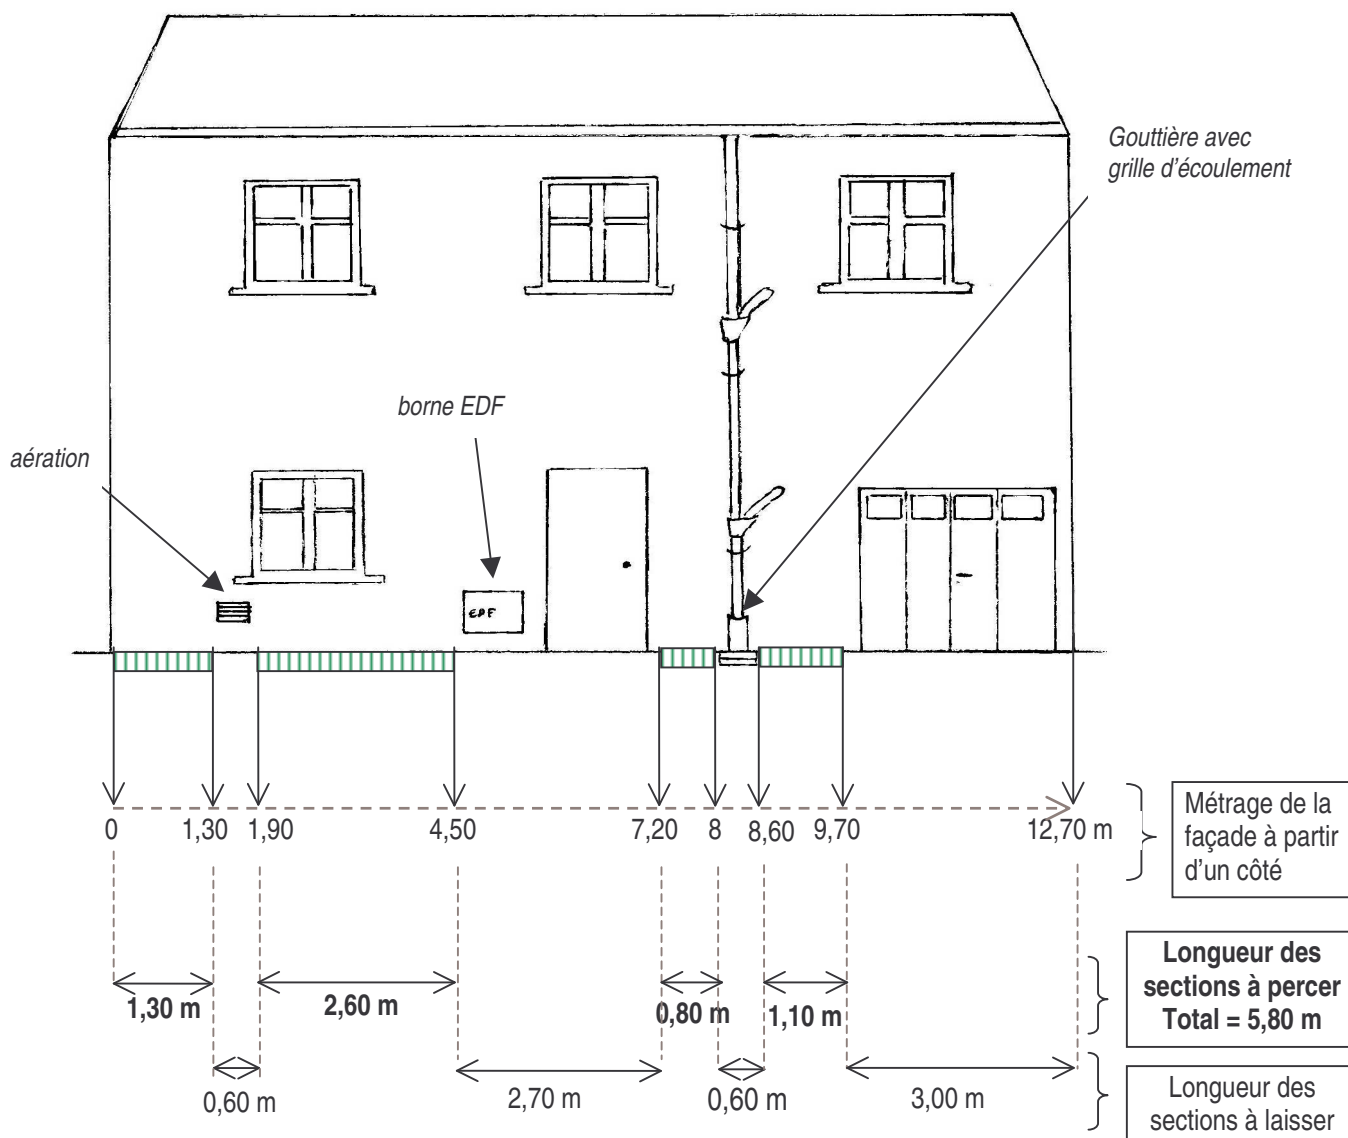 Gouttière avec
grille d'écoulement
borne EDF
aération
EDF
0 1,30 1,90 4,50 7,20 8 8,60 9,70 12,70 m
Métrage de la
façade à partir
d'un côté
1,30 m 2,60 m 0,80 m 1,10 m
Longueur des
sections à percer
Total = 5,80 m
0,60 m 2,70 m 0,60 m 3,00 m
Longueur des
sections à laisser